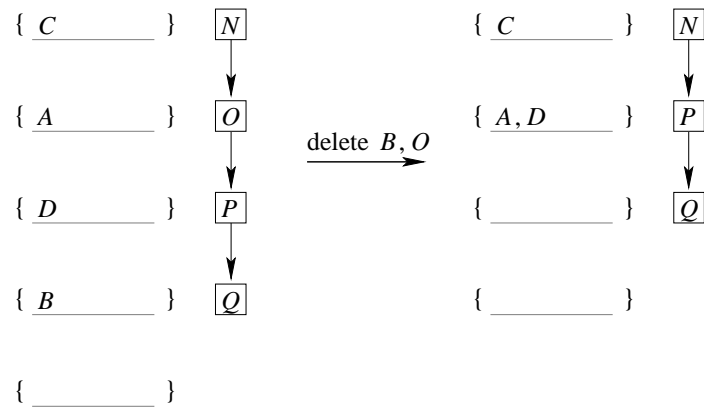 { C } N { C } N
{ A } O { A, D } P
delete B, O
{ D } P { } Q
{ B } Q { }
{ }